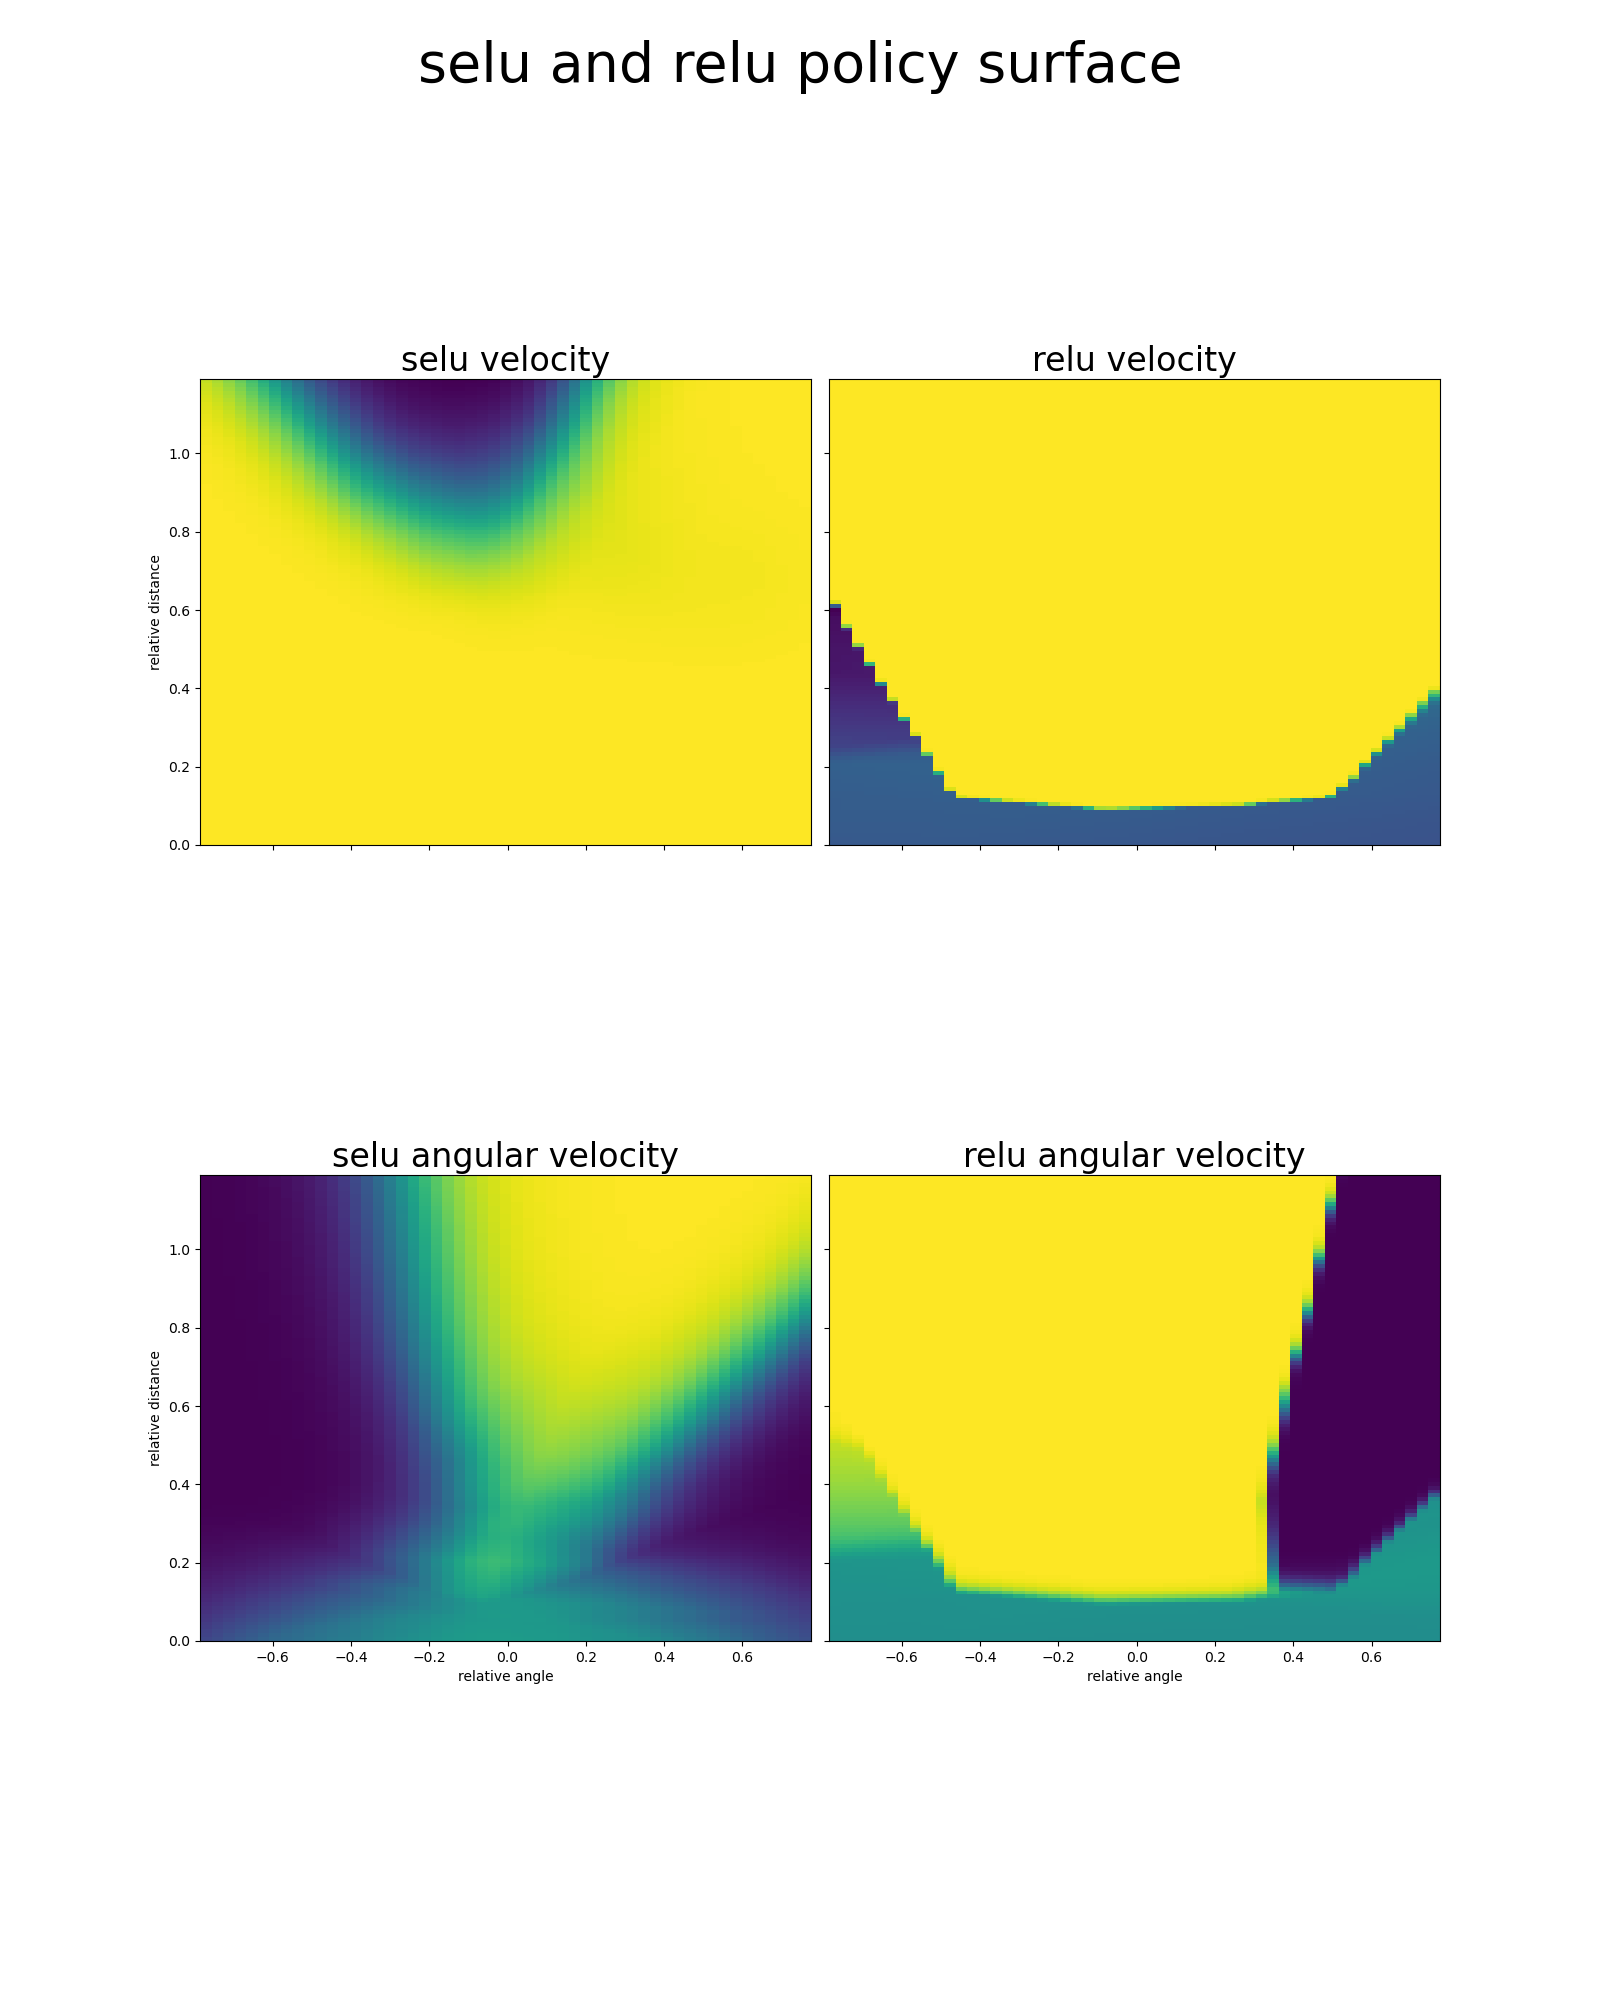 selu and relu policy surface
selu velocity
relu velocity
relative distance
1.0
0.8
0.6
0.4
0.2
0.0
selu angular velocity
relu angular velocity
relative distance
1.0
0.8
0.6
0.4
0.2
0.0
−0.6 −0.4 −0.2 0.0 0.2 0.4 0.6
relative angle
−0.6 −0.4 −0.2 0.0 0.2 0.4 0.6
relative angle